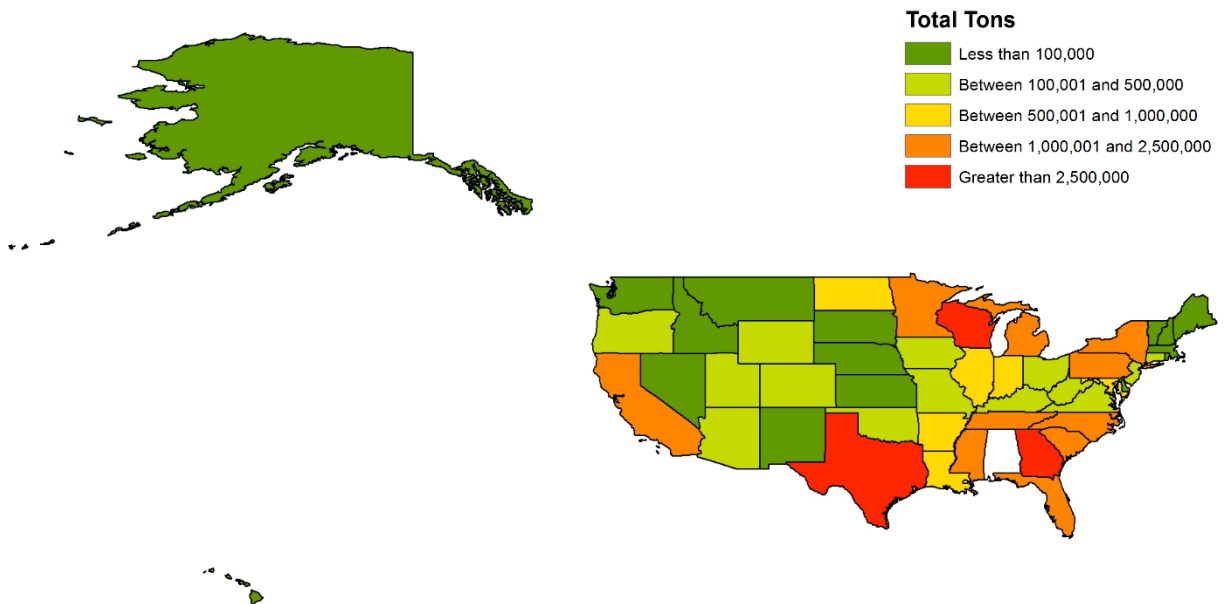 Total Tons
Less than 100,000
Between 100,001 and 500,000
Between 500,001 and 1,000,000
Between 1,000,001 and 2,500,000
Greater than 2,500,000